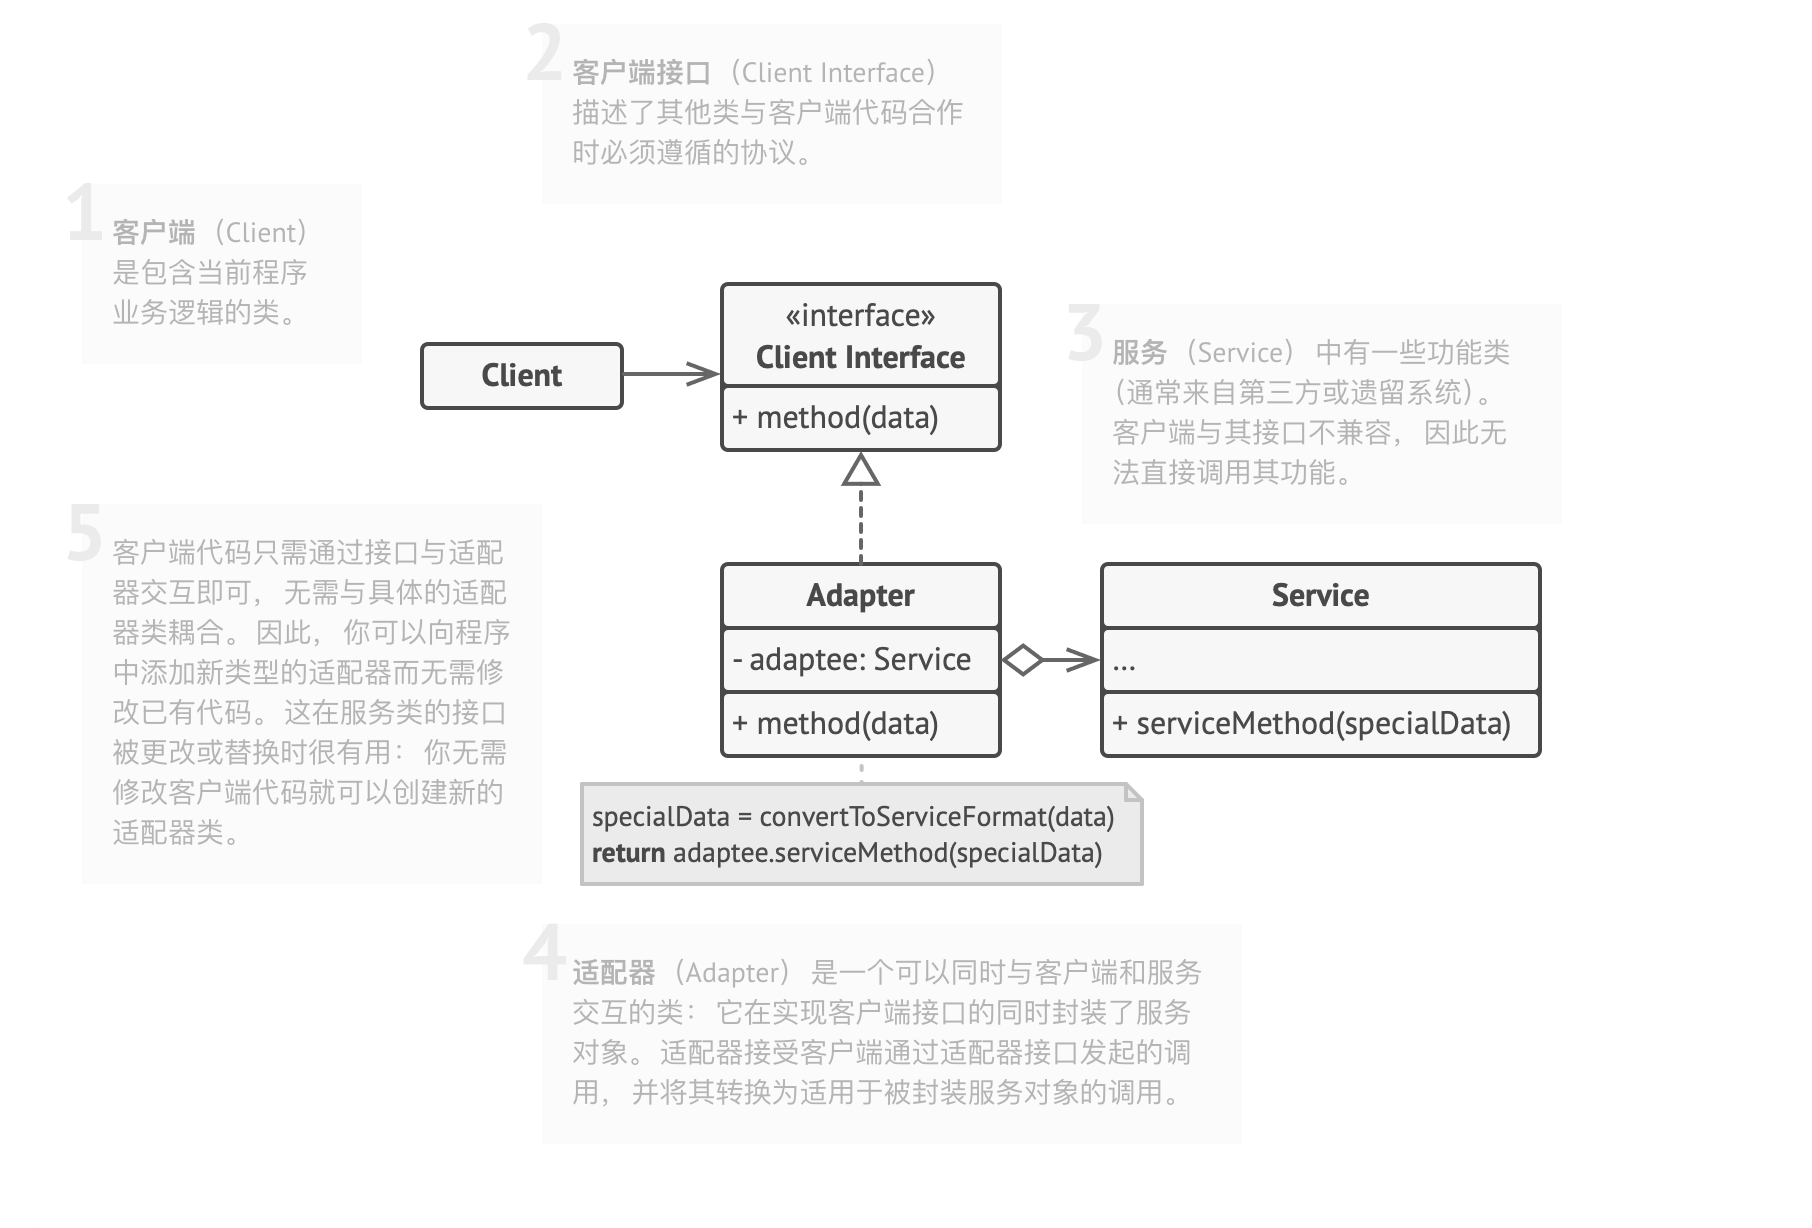 1
客户端 （Client）
是包含当前程序
业务逻辑的类。
2
客户端接口 （Client Interface）
描述了其他类与客户端代码合作
时必须遵循的协议。
Client
«interface»
Client Interface
+ method(data)
3
服务 （Service） 中有一些功能类
（通常来自第三方或遗留系统）。
客户端与其接口不兼容， 因此无
法直接调用其功能。
Adapter
- adaptee: Service
+ method(data)
Service
...
+ serviceMethod(specialData)
specialData = convertToServiceFormat(data)
return adaptee.serviceMethod(specialData)
4
适配器 （Adapter） 是一个可以同时与客户端和服务
交互的类： 它在实现客户端接口的同时封装了服务
对象。 适配器接受客户端通过适配器接口发起的调
用， 并将其转换为适用于被封装服务对象的调用。
5
客户端代码只需通过接口与适配
器交互即可， 无需与具体的适配
器类耦合。 因此， 你可以向程序
中添加新类型的适配器而无需修
改已有代码。 这在服务类的接口
被更改或替换时很有用： 你无需
修改客户端代码就可以创建新的
适配器类。